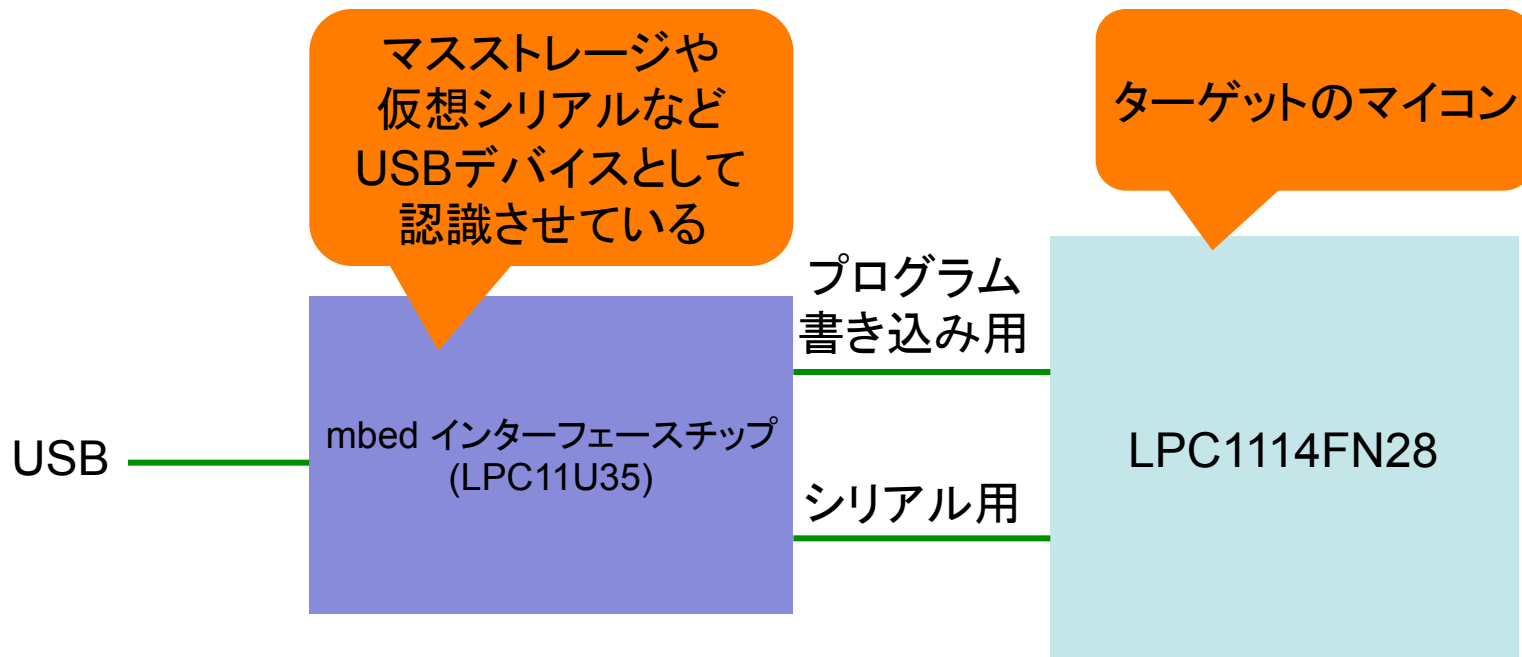 マスストレージや
仮想シリアルなど
USBデバイスとして
認識させている
ターゲットのマイコン
プログラム
書き込み用
USB
mbed インターフェースチップ
(LPC11U35)
LPC1114FN28
シリアル用